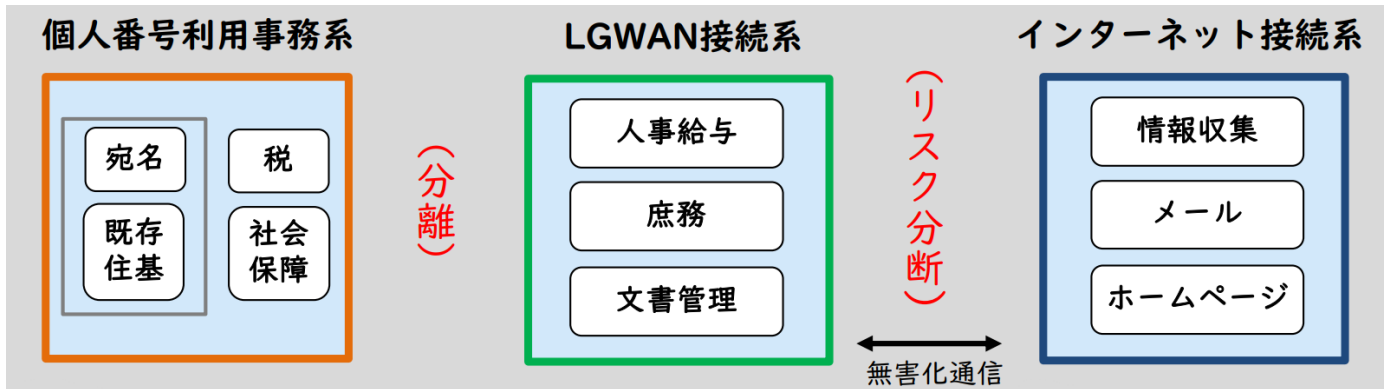 個人番号利用事務系
宛名
税
既存
住基
社会
保障
(分離)
LGWAN接続系
人事給与
庶務
文書管理
(リスク分断)
無害化通信
インターネット接続系
情報収集
メール
ホームページ